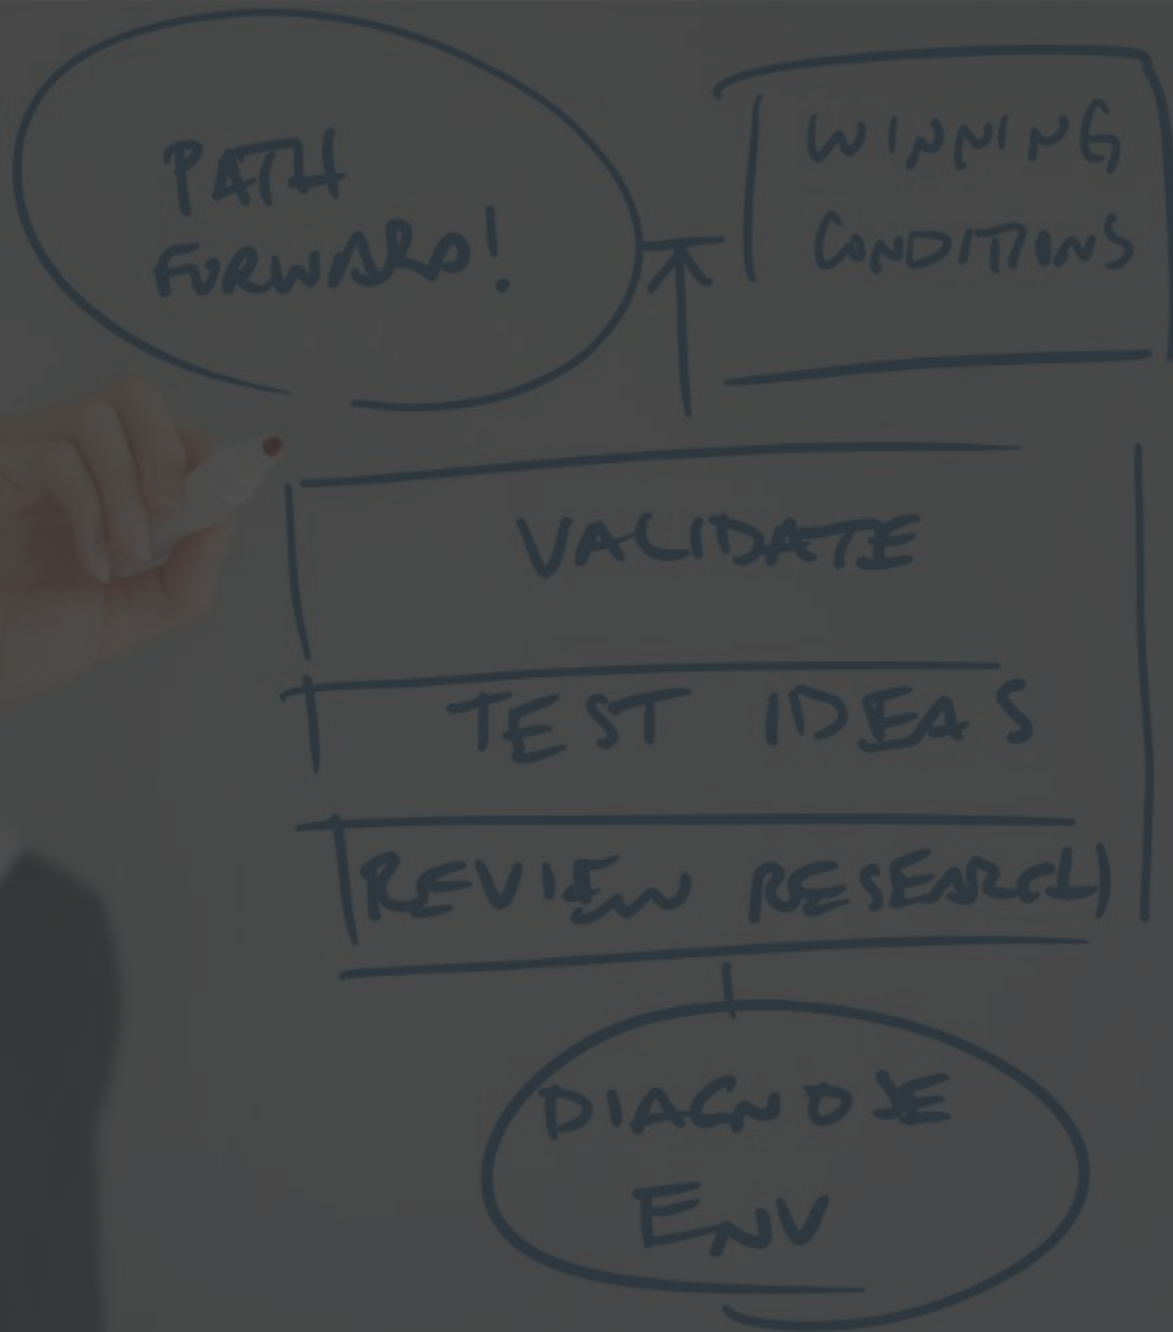 PATH
FORWARD!
WINNING
CONDITIONS
VALIDATE
TEST IDEAS
REVIEW RESEARCH
DIAGNOSE
ENV